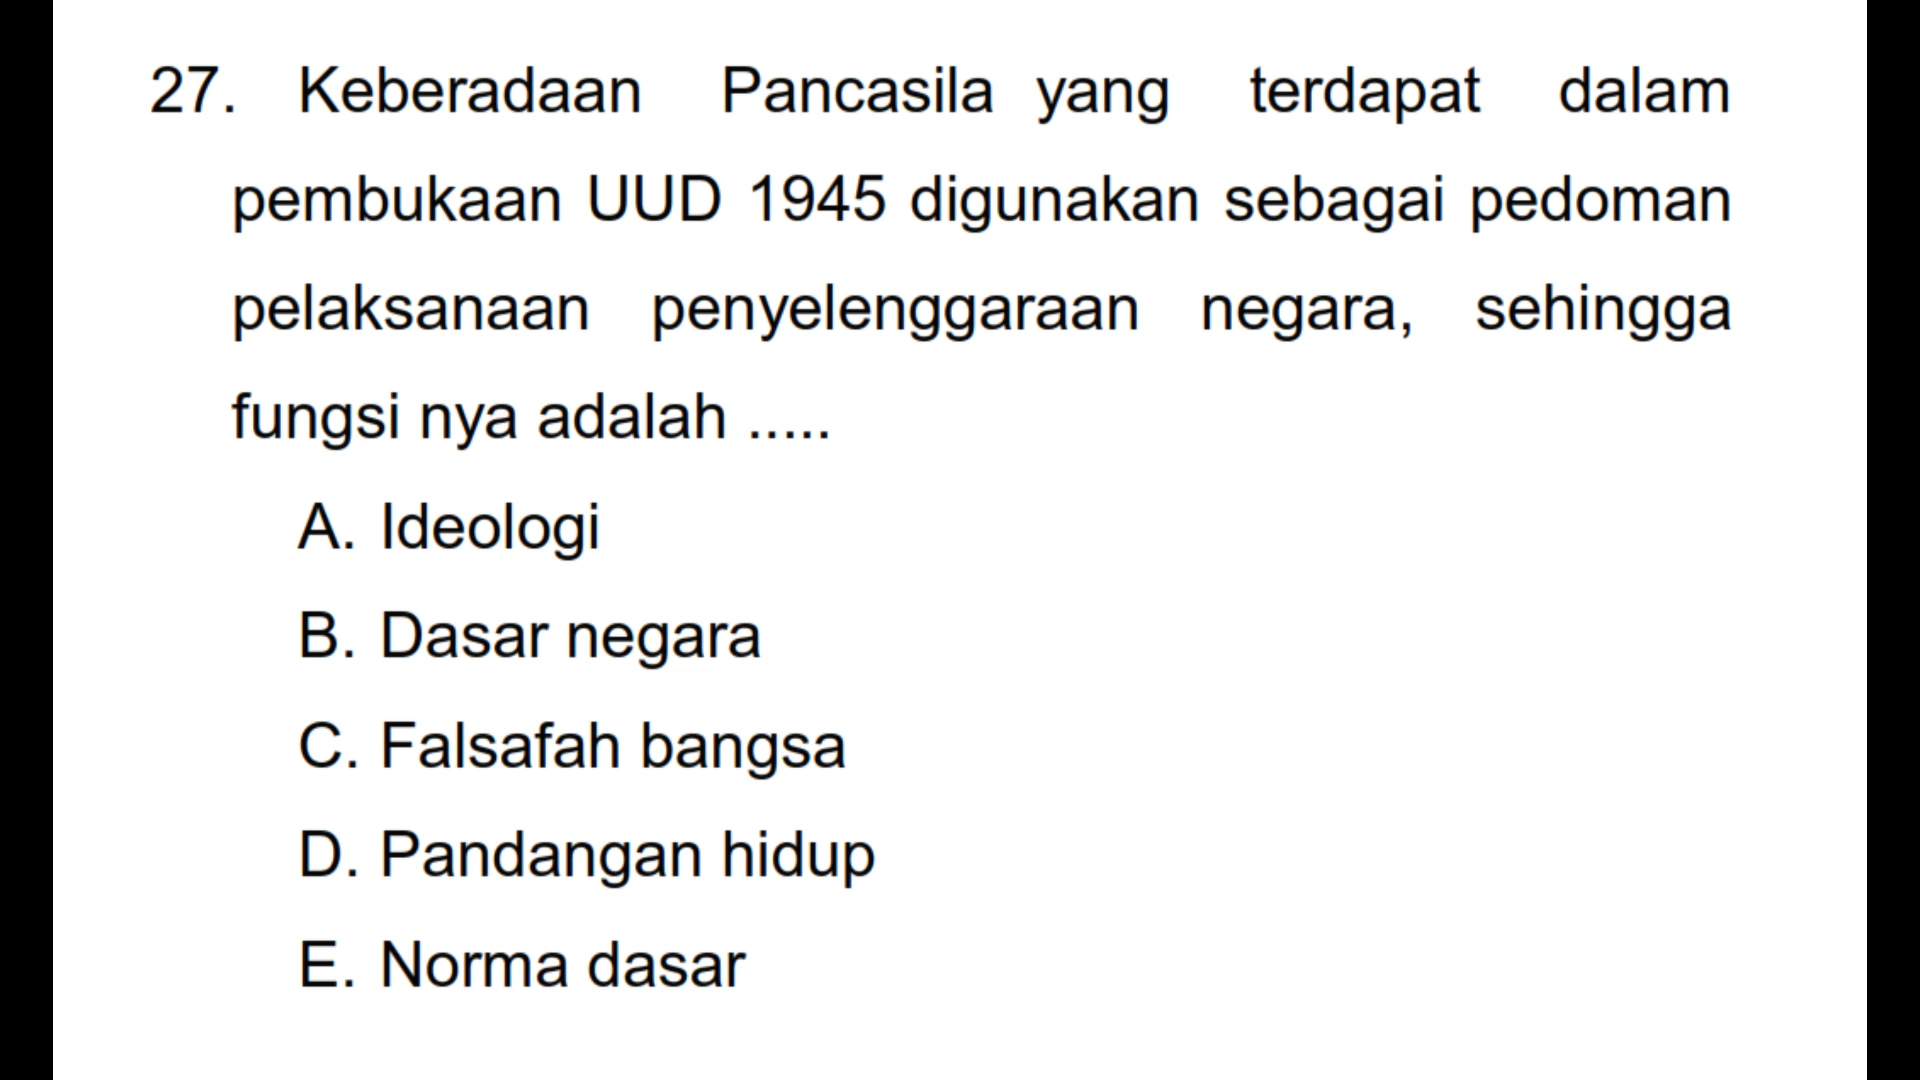 27. Keberadaan Pancasila yang terdapat dalam
pembukaan UUD 1945 digunakan sebagai pedoman
pelaksanaan penyelenggaraan negara, sehingga
fungsi nya adalah .....
A. Ideologi
B. Dasar negara
C. Falsafah bangsa
D. Pandangan hidup
E. Norma dasar